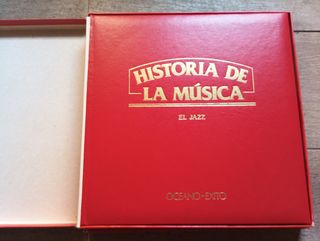 HISTORIA DE
LA MÚSICA
EL JAZZ
OCEANO-EXITO